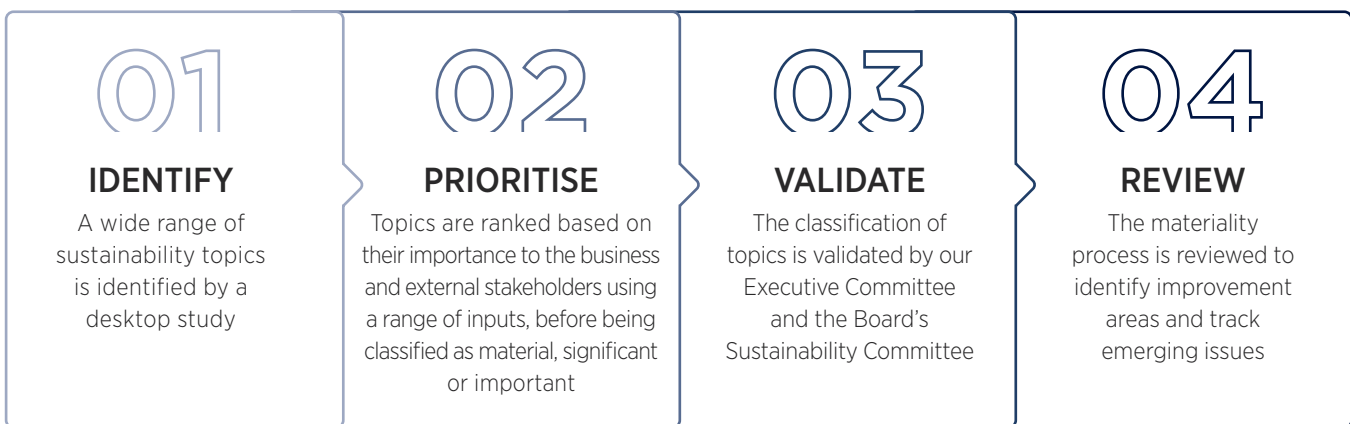 01
IDENTIFY
A wide range of
sustainability topics
is identified by a
desktop study
02
PRIORITISE
Topics are ranked based on
their importance to the business
and external stakeholders using
a range of inputs, before being
classified as material, significant
or important
03
VALIDATE
The classification of
topics is validated by our
Executive Committee
and the Board’s
Sustainability Committee
04
REVIEW
The materiality
process is reviewed to
identify improvement
areas and track
emerging issues